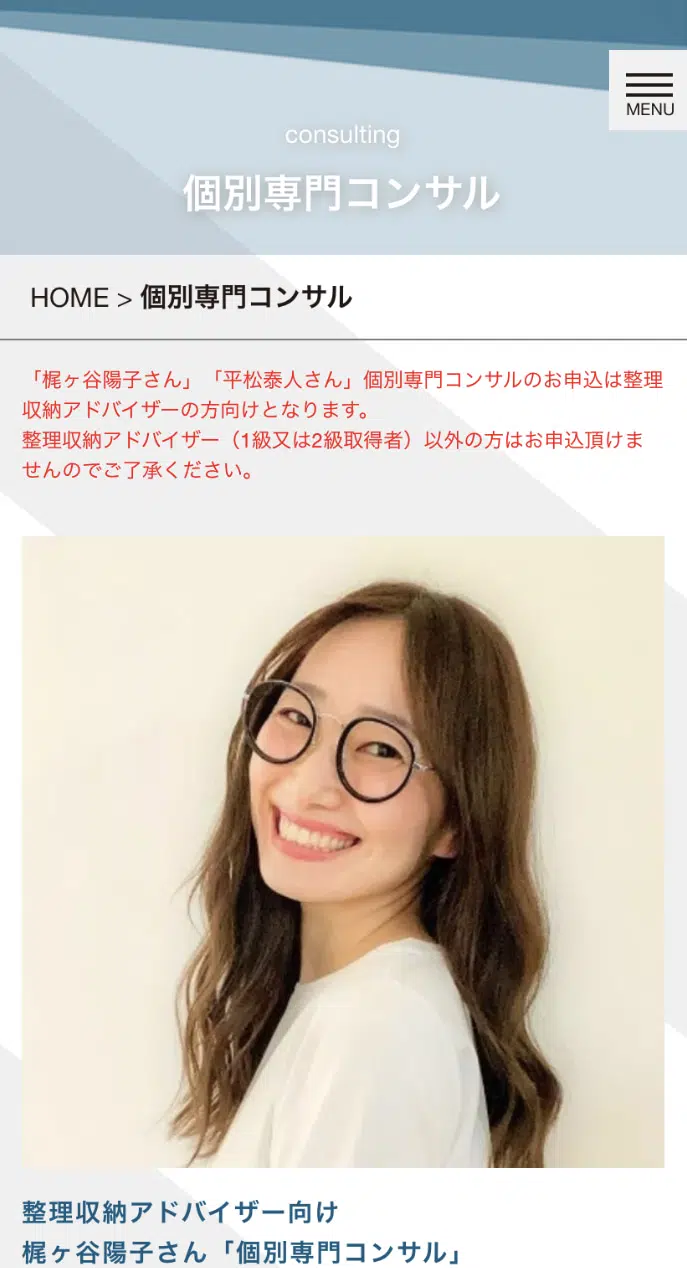 MENU
consulting
個別専門コンサル
HOME > 個別専門コンサル
「梶ヶ谷陽子さん」「平松泰人さん」個別専門コンサルのお申込は整理
収納アドバイザーの方向けとなります。
整理収納アドバイザー（1級又は2級取得者）以外の方はお申込頂けま
せんのでご了承ください。
整理収納アドバイザー向け
梶ヶ谷陽子さん「個別専門コンサル」